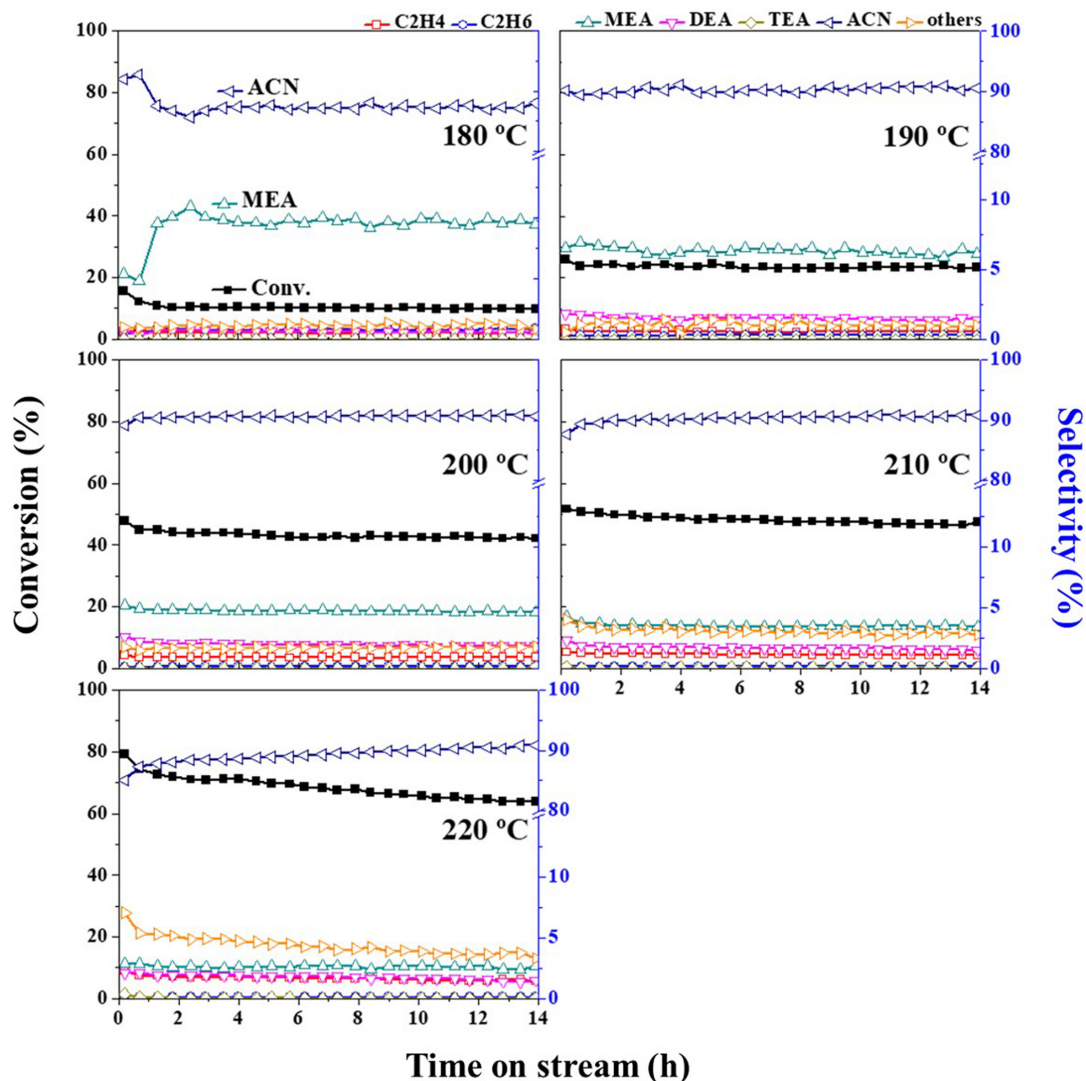 C2H4 C2H6 MEA DEA TEA ACN others
100
80
60
40
20
0
ACN
180 ºC
MEA
Conv.
190 ºC
100
90
80
10
5
0
100
80
60
40
20
0
200 ºC
210 ºC
100
90
80
10
5
0
2 4 6 8 10 12 14
100
80
60
40
20
0
220 ºC
100
90
80
10
5
0
0 2 4 6 8 10 12 14
Conversion (%)
Selectivity (%)
Time on stream (h)